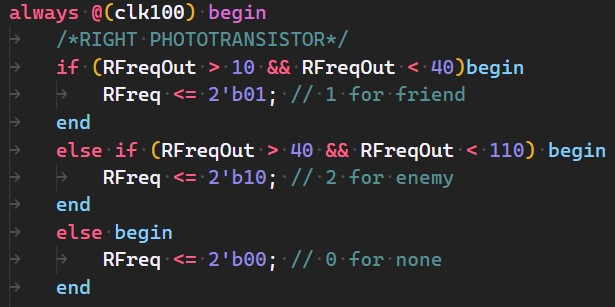 always @(clk100) begin
/*RIGHT PHOTOTRANSISTOR*/
if (RFreqOut > 10 && RFreqOut < 40)begin
RFreq <= 2'b01; // 1 for friend
end
else if (RFreqOut > 40 && RFreqOut < 110) begin
RFreq <= 2'b10; // 2 for enemy
end
else begin
RFreq <= 2'b00; // 0 for none
end